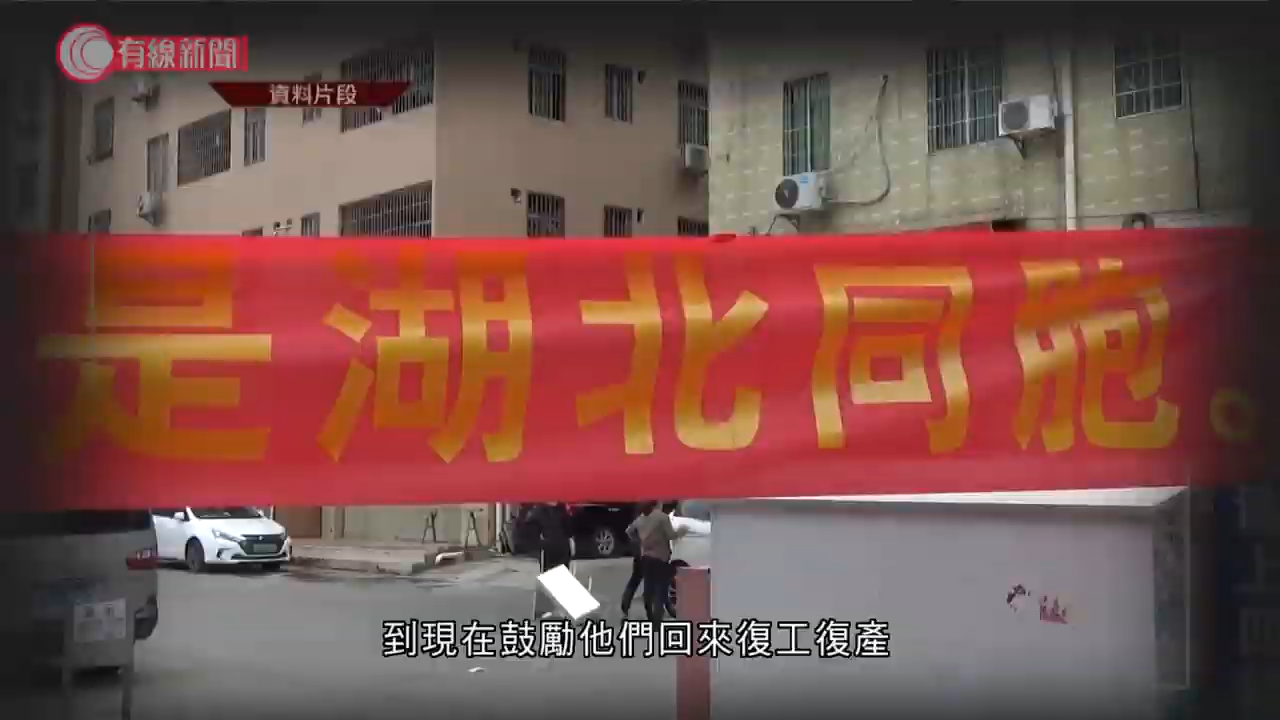 有線新聞
資料片段
是湖北同胞。
到現在鼓勵他們回來復工復產